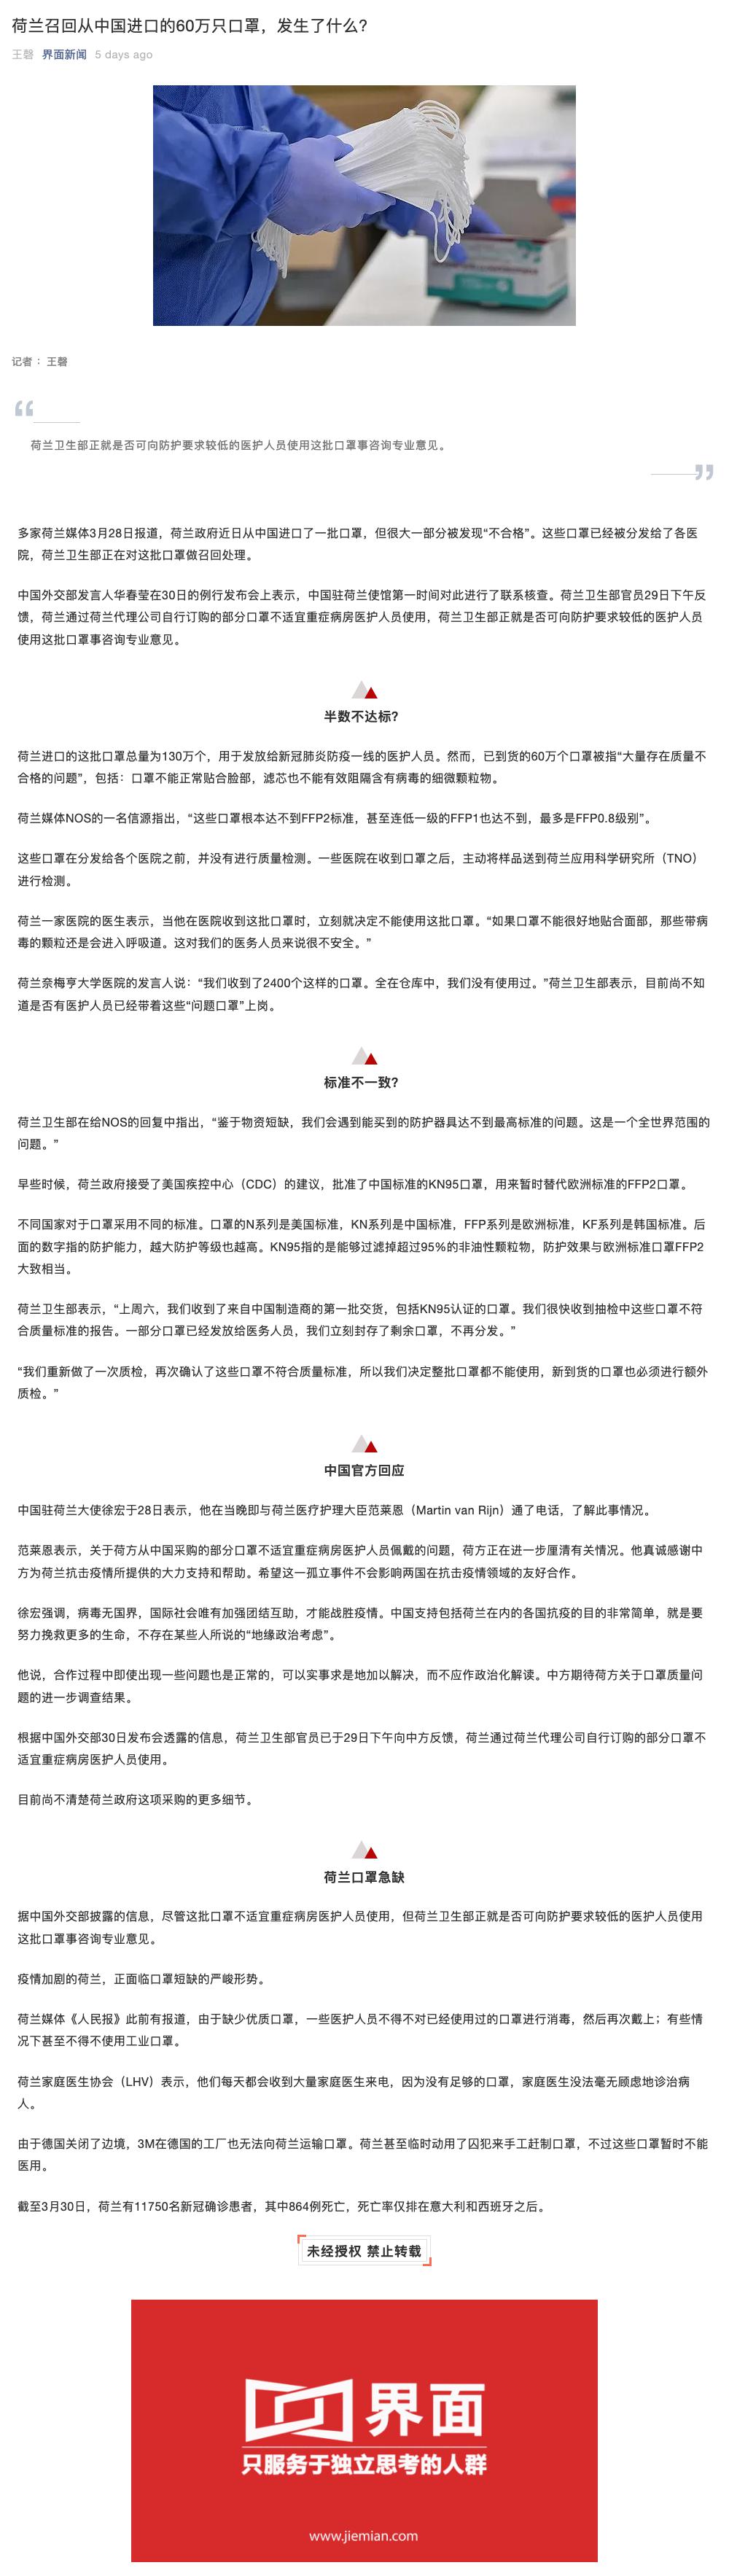 荷兰召回从中国进口的60万只口罩，发生了什么?
王磬 界面新闻 5 days ago
记者 ：王磬
“
荷兰卫生部正就是否可向防护要求较低的医护人员使用这批口罩事咨询专业意见。
”
多家荷兰媒体3月28日报道，荷兰政府近日从中国进口了一批口罩，但很大一部分被发现“不合格”。这些口罩已经被分发给了各医
院，荷兰卫生部正在对这批口罩做召回处理。
中国外交部发言人华春莹在30日的例行发布会上表示，中国驻荷兰使馆第一时间对此进行了联系核查。荷兰卫生部官员29日下午反
馈，荷兰通过荷兰代理公司自行订购的部分口罩不适宜重症病房医护人员使用，荷兰卫生部正就是否可向防护要求较低的医护人员
使用这批口罩事咨询专业意见。
半数不达标?
荷兰进口的这批口罩总量为130万个，用于发放给新冠肺炎防疫一线的医护人员。然而，已到货的60万个口罩被指“大量存在质量不
合格的问题”，包括：口罩不能正常贴合脸部，滤芯也不能有效阻隔含有病毒的细微颗粒物。
荷兰媒体NOS的一名信源指出，“这些口罩根本达不到FFP2标准，甚至连低一级的FFP1也达不到，最多是FFP0.8级别”。
这些口罩在分发给各个医院之前，并没有进行质量检测。一些医院在收到口罩之后，主动将样品送到荷兰应用科学研究所（TNO）
进行检测。
荷兰一家医院的医生表示，当他在医院收到这批口罩时，立刻就决定不能使用这批口罩。“如果口罩不能很好地贴合面部，那些带病
毒的颗粒还是会进入呼吸道。这对我们的医务人员来说很不安全。”
荷兰奈梅亨大学医院的发言人说：“我们收到了2400个这样的口罩。全在仓库中，我们没有使用过。”荷兰卫生部表示，目前尚不知
道是否有医护人员已经带着这些“问题口罩”上岗。
标准不一致?
荷兰卫生部在给NOS的回复中指出，“鉴于物资短缺，我们会遇到能买到的防护器具达不到最高标准的问题。这是一个全世界范围的
问题。”
早些时候，荷兰政府接受了美国疾控中心（CDC）的建议，批准了中国标准的KN95口罩，用来暂时替代欧洲标准的FFP2口罩。
不同国家对于口罩采用不同的标准。口罩的N系列是美国标准，KN系列是中国标准，FFP系列是欧洲标准，KF系列是韩国标准。后
面的数字指的防护能力，越大防护等级也越高。KN95指的是能够过滤掉超过95%的非油性颗粒物，防护效果与欧洲标准口罩FFP2
大致相当。
荷兰卫生部表示，“上周六，我们收到了来自中国制造商的第一批交货，包括KN95认证的口罩。我们很快收到抽检中这些口罩不符
合质量标准的报告。一部分口罩已经发放给医务人员，我们立刻封存了剩余口罩，不再分发。”
“我们重新做了一次质检，再次确认了这些口罩不符合质量标准，所以我们决定整批口罩都不能使用，新到货的口罩也必须进行额外
质检。”
中国官方回应
中国驻荷兰大使徐宏于28日表示，他在当晚即与荷兰医疗护理大臣范莱恩（Martin van Rijn）通了电话，了解此事情况。
范莱恩表示，关于荷方从中国采购的部分口罩不适宜重症病房医护人员佩戴的问题，荷方正在进一步厘清有关情况。他真诚感谢中
方为荷兰抗击疫情所提供的大力支持和帮助。希望这一孤立事件不会影响两国在抗击疫情领域的友好合作。
徐宏强调，病毒无国界，国际社会唯有加强团结互助，才能战胜疫情。中国支持包括荷兰在内的各国抗疫的目的非常简单，就是要
努力挽救更多的生命，不存在某些人所说的“地缘政治考虑”。
他说，合作过程中即使出现一些问题也是正常的，可以实事求是地加以解决，而不应作政治化解读。中方期待荷方关于口罩质量问
题的进一步调查结果。
根据中国外交部30日发布会透露的信息，荷兰卫生部官员已于29日下午向中方反馈，荷兰通过荷兰代理公司自行订购的部分口罩不
适宜重症病房医护人员使用。
目前尚不清楚荷兰政府这项采购的更多细节。
荷兰口罩急缺
据中国外交部披露的信息，尽管这批口罩不适宜重症病房医护人员使用，但荷兰卫生部正就是否可向防护要求较低的医护人员使用
这批口罩事咨询专业意见。
疫情加剧的荷兰，正面临口罩短缺的严峻形势。
荷兰媒体《人民报》此前有报道，由于缺少优质口罩，一些医护人员不得不对已经使用过的口罩进行消毒，然后再次戴上；有些情
况下甚至不得不使用工业口罩。
荷兰家庭医生协会（LHV）表示，他们每天都会收到大量家庭医生来电，因为没有足够的口罩，家庭医生没法毫无顾虑地诊治病
人。
由于德国关闭了边境，3M在德国的工厂也无法向荷兰运输口罩。荷兰甚至临时动用了囚犯来手工赶制口罩，不过这些口罩暂时不能
医用。
截至3月30日，荷兰有11750名新冠确诊患者，其中864例死亡，死亡率仅排在意大利和西班牙之后。
未经授权 禁止转载
界面
只服务于独立思考的人群
www.jiemian.com